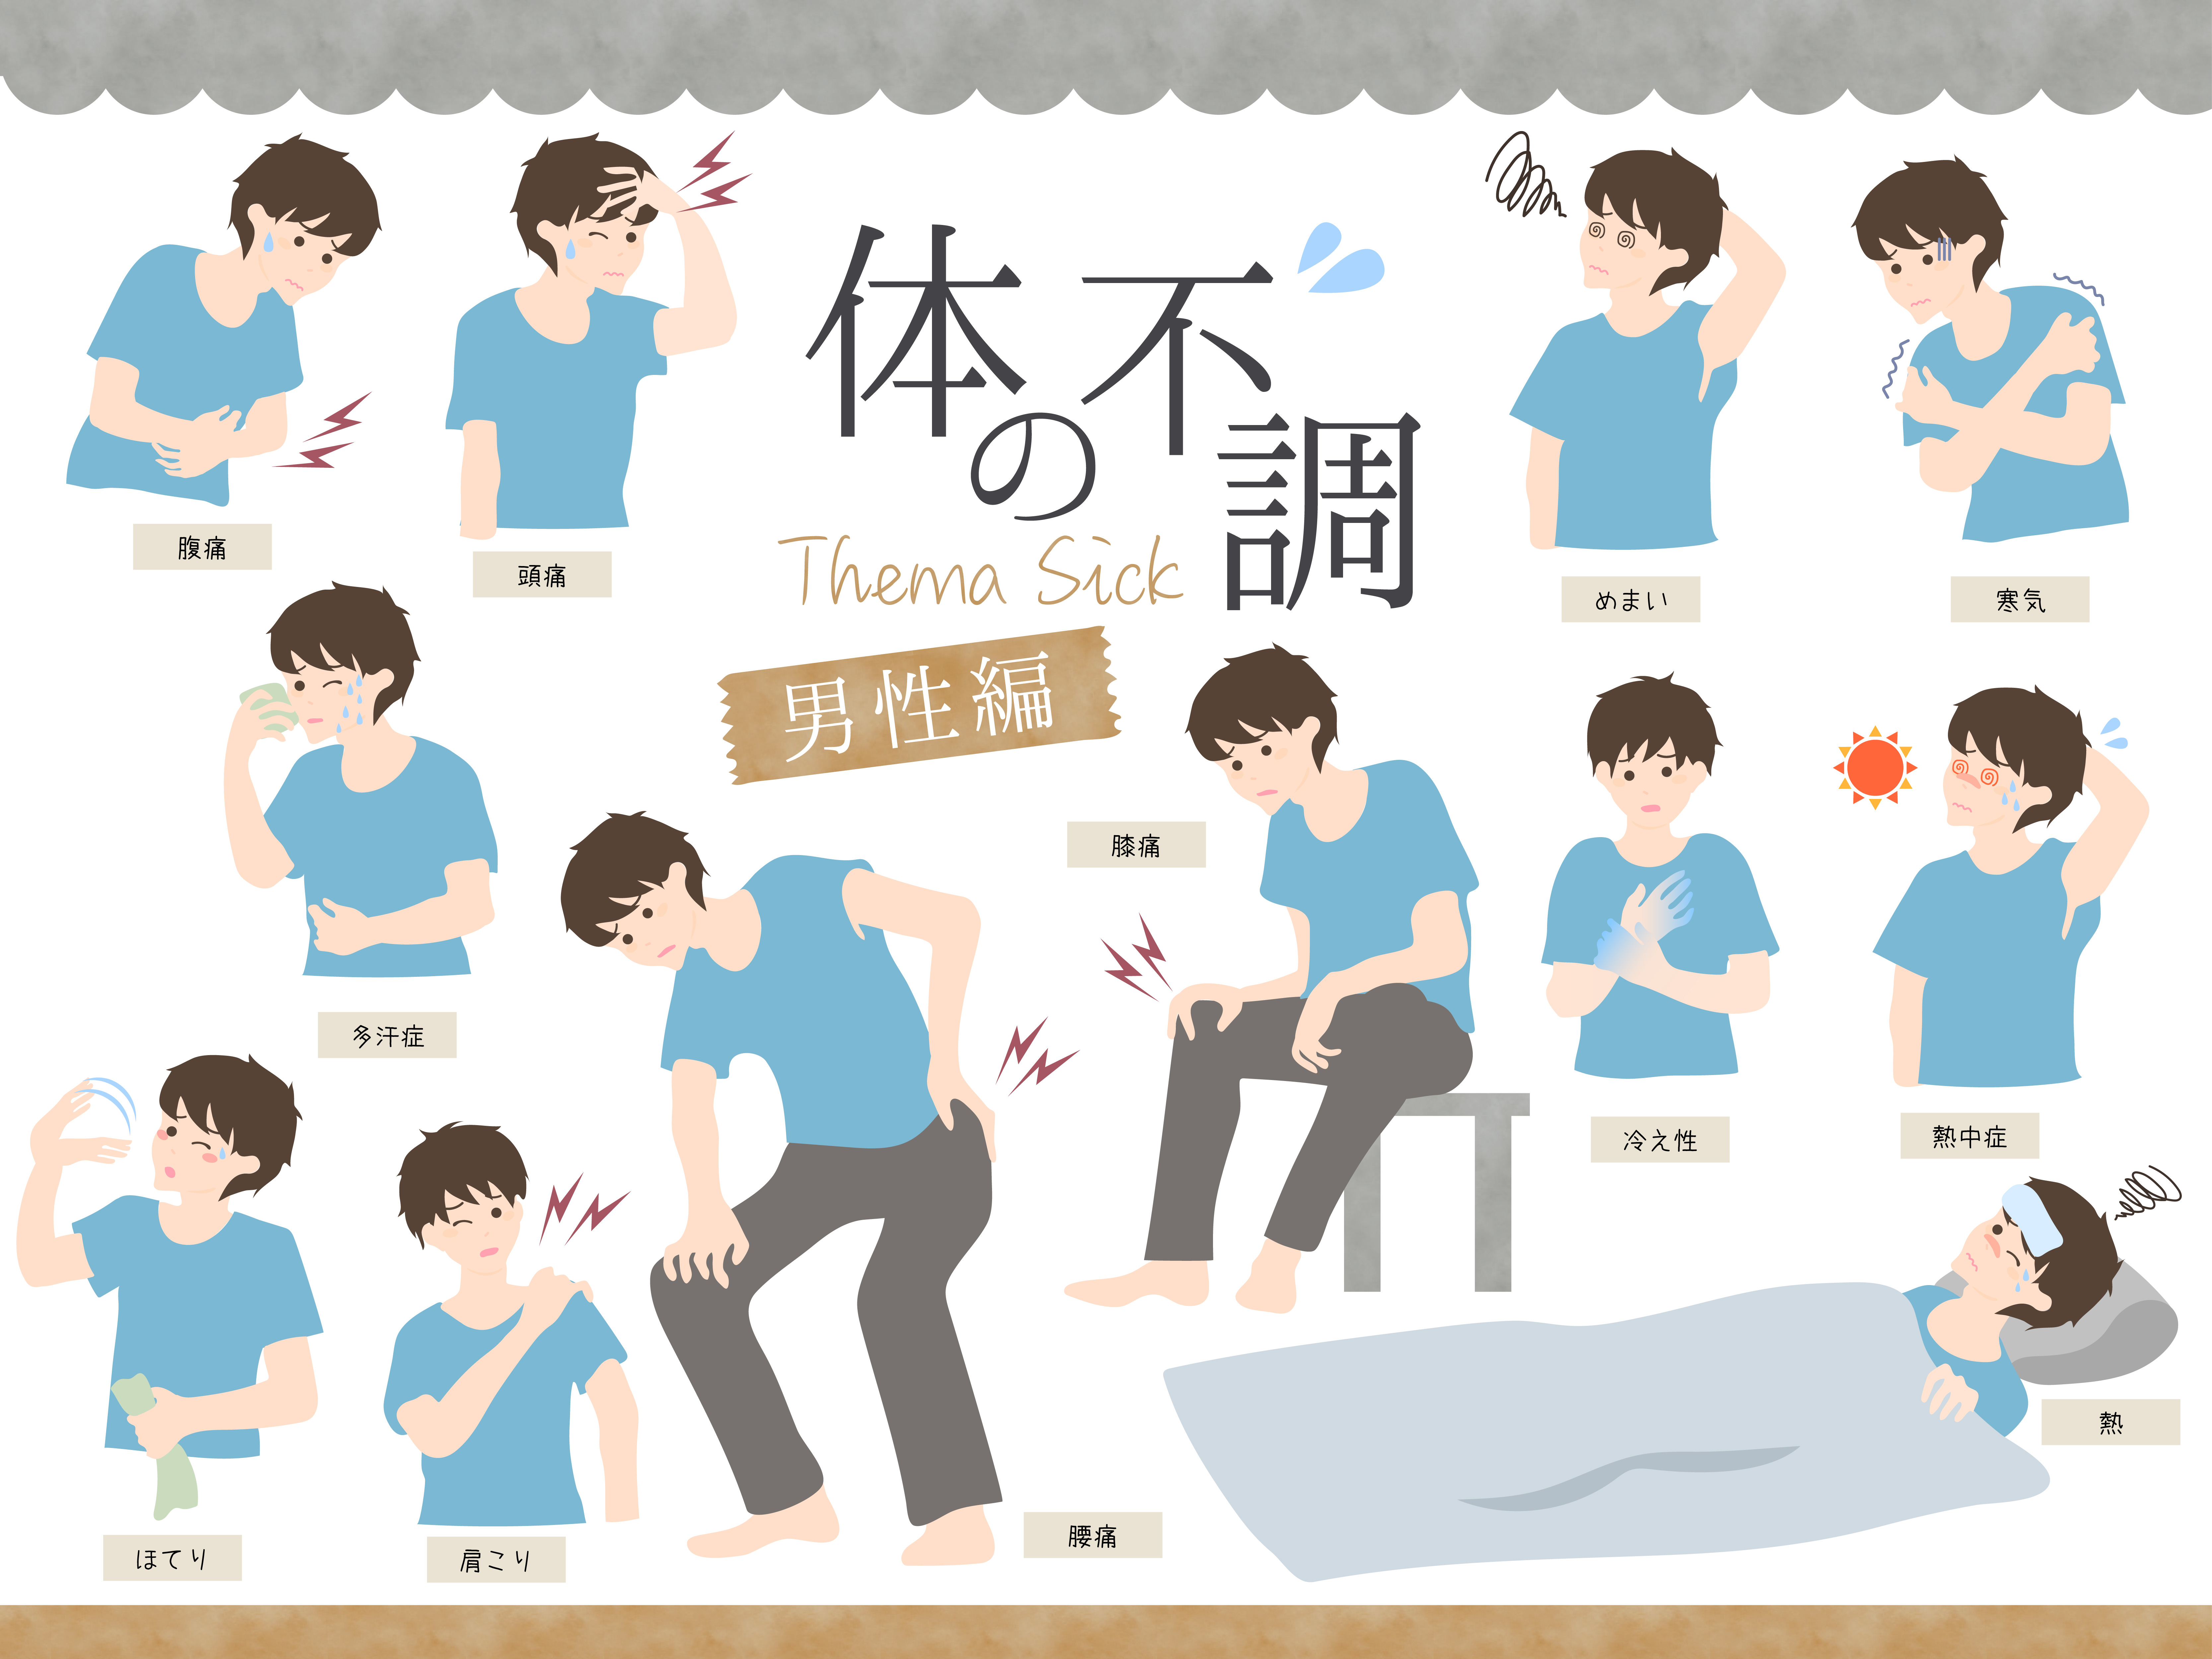 体の不調
Thema Sick
男性編
腹痛
頭痛
めまい
寒気
多汗症
膝痛
冷え性
熱中症
ほてり
肩こり
腰痛
熱